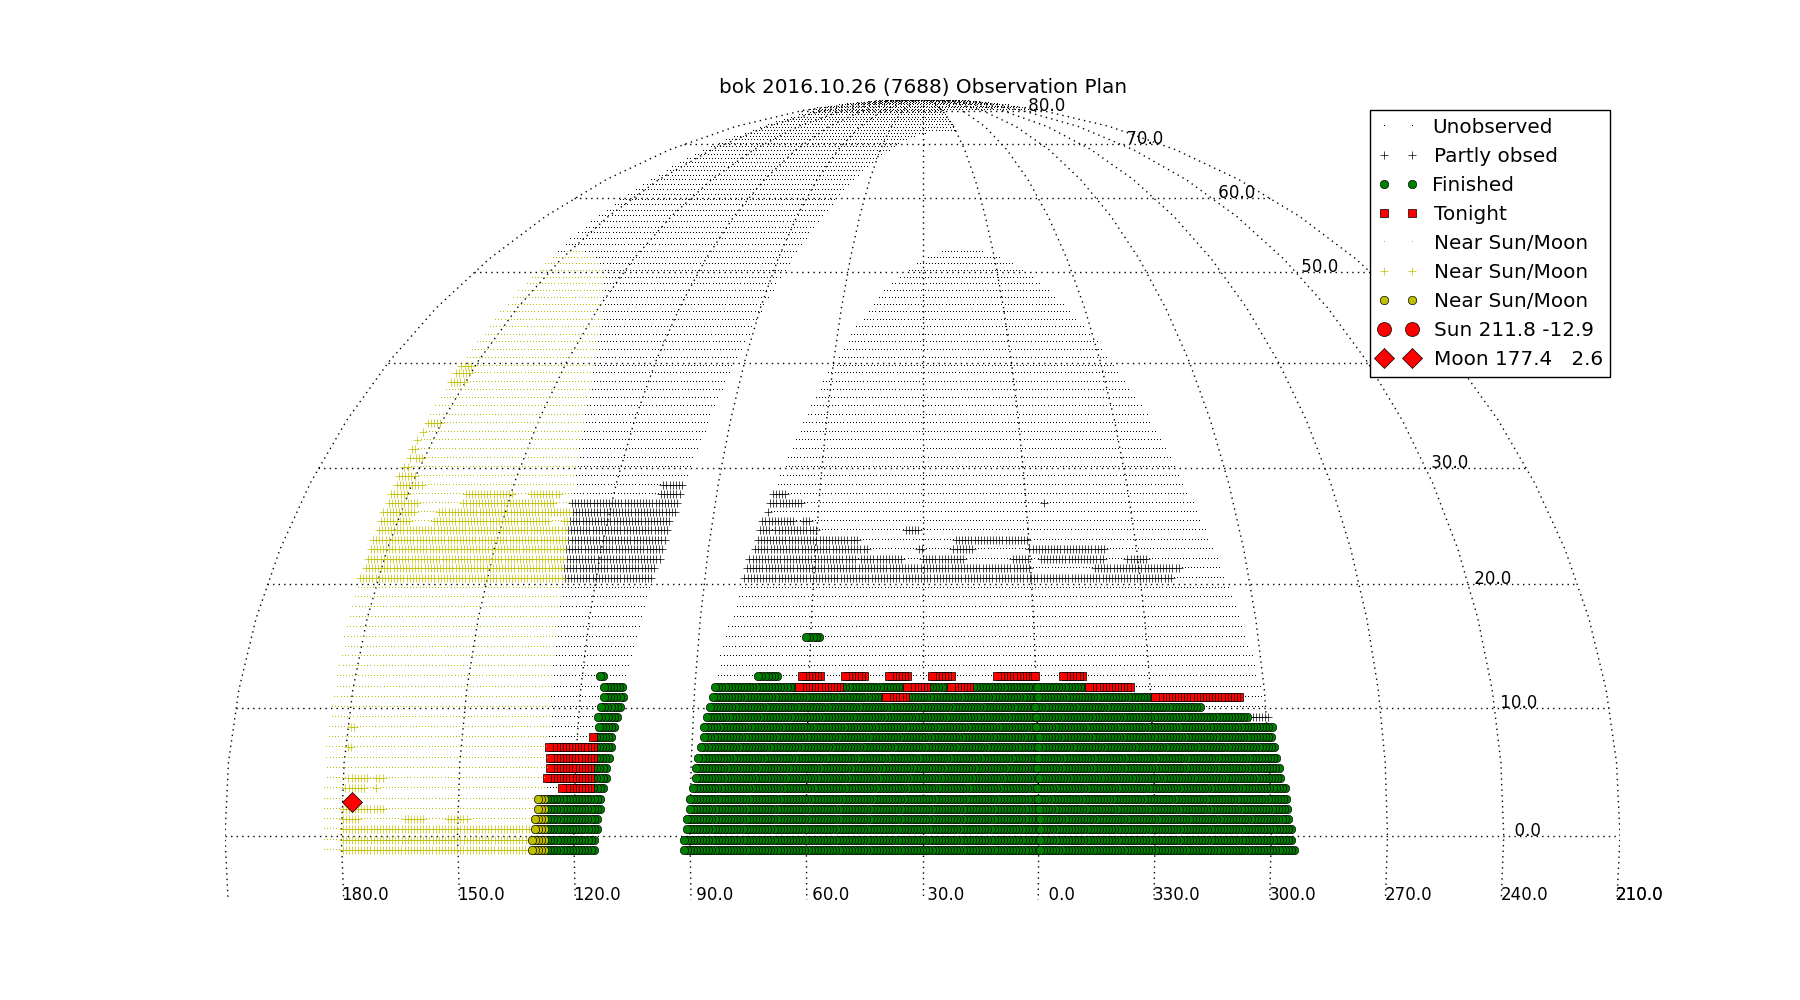 bok 2016.10.26 (7688) Observation Plan
80.0
70.0
60.0
50.0
30.0
20.0
10.0
0.0
Unobserved
Partly obsed
Finished
Tonight
Near Sun/Moon
Near Sun/Moon
Near Sun/Moon
Sun 211.8 -12.9
Moon 177.4 2.6
180.0 150.0 120.0 90.0 60.0 30.0 0.0 330.0 300.0 270.0 240.0 210.0